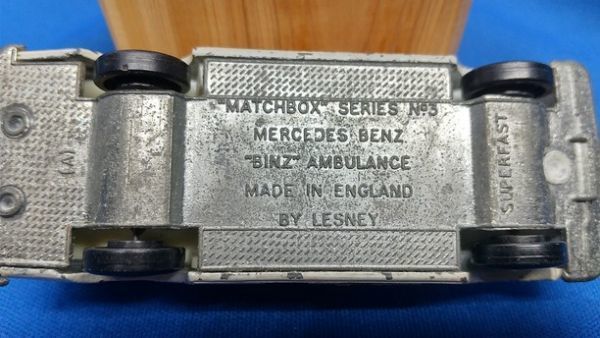 "MATCHBOX" SERIES Nº3
MERCEDES BENZ
"BINZ" AMBULANCE
MADE IN ENGLAND
BY LESNEY
SUPERFAST
(A)